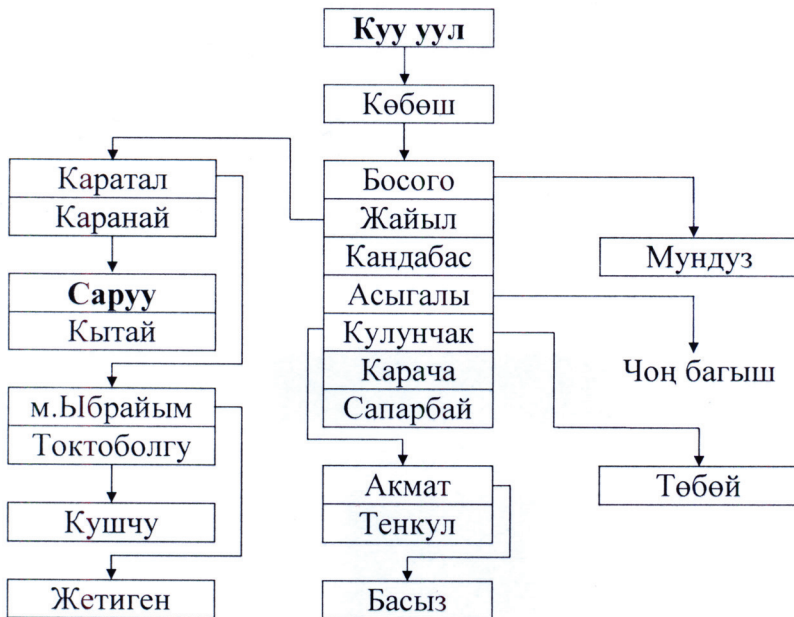 Куу уул
Көбөш
Каратал
Каранай
Саруу
Кытай
м.Ыбрайым
Токтоболгу
Кушчу
Жетиген
Босого
Жайыл
Кандабас
Асыгалы
Кулунчак
Карача
Сапарбай
Акмат
Тенкул
Басыз
Мундуз
Чоң багыш
Төбөй